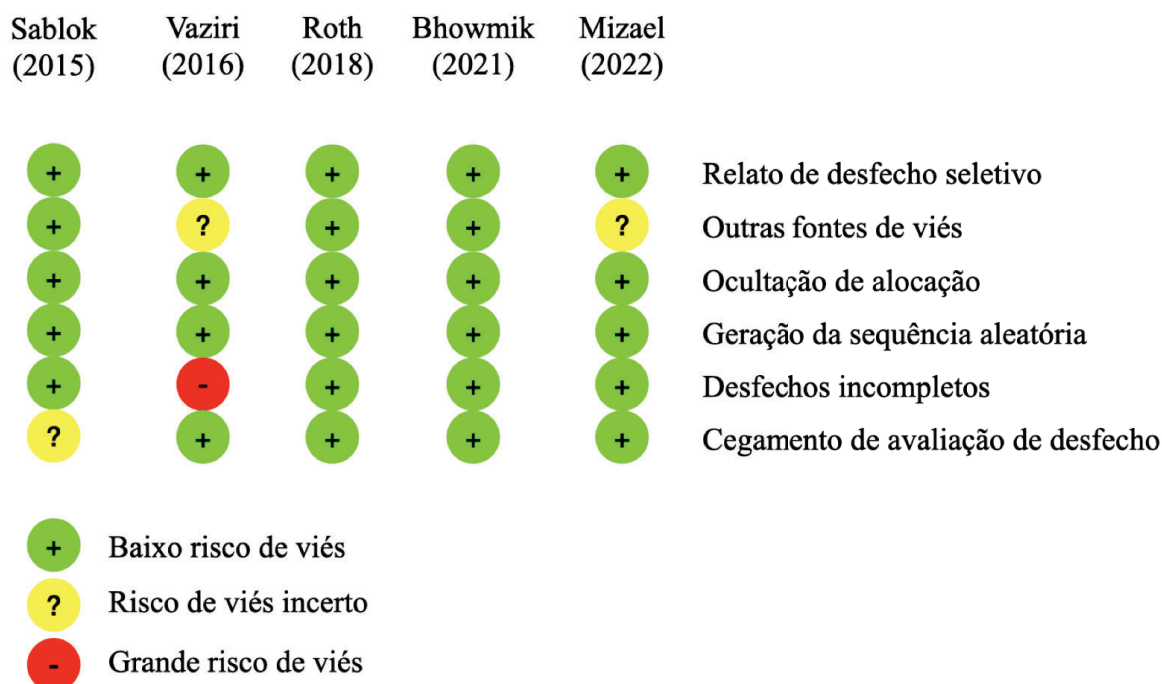 Sablok Vaziri Roth Bhowmik Mizael
(2015) (2016) (2018) (2021) (2022)
+ + + + + Relato de desfecho seletivo
+ ? + + ? Outras fontes de viés
+ + + + + Ocultação de alocação
+ + + + + Geração da sequência aleatória
+ - + + + Desfechos incompletos
? + + + + Cegamento de avaliação de desfecho
+ Baixo risco de viés
? Risco de viés incerto
- Grande risco de viés